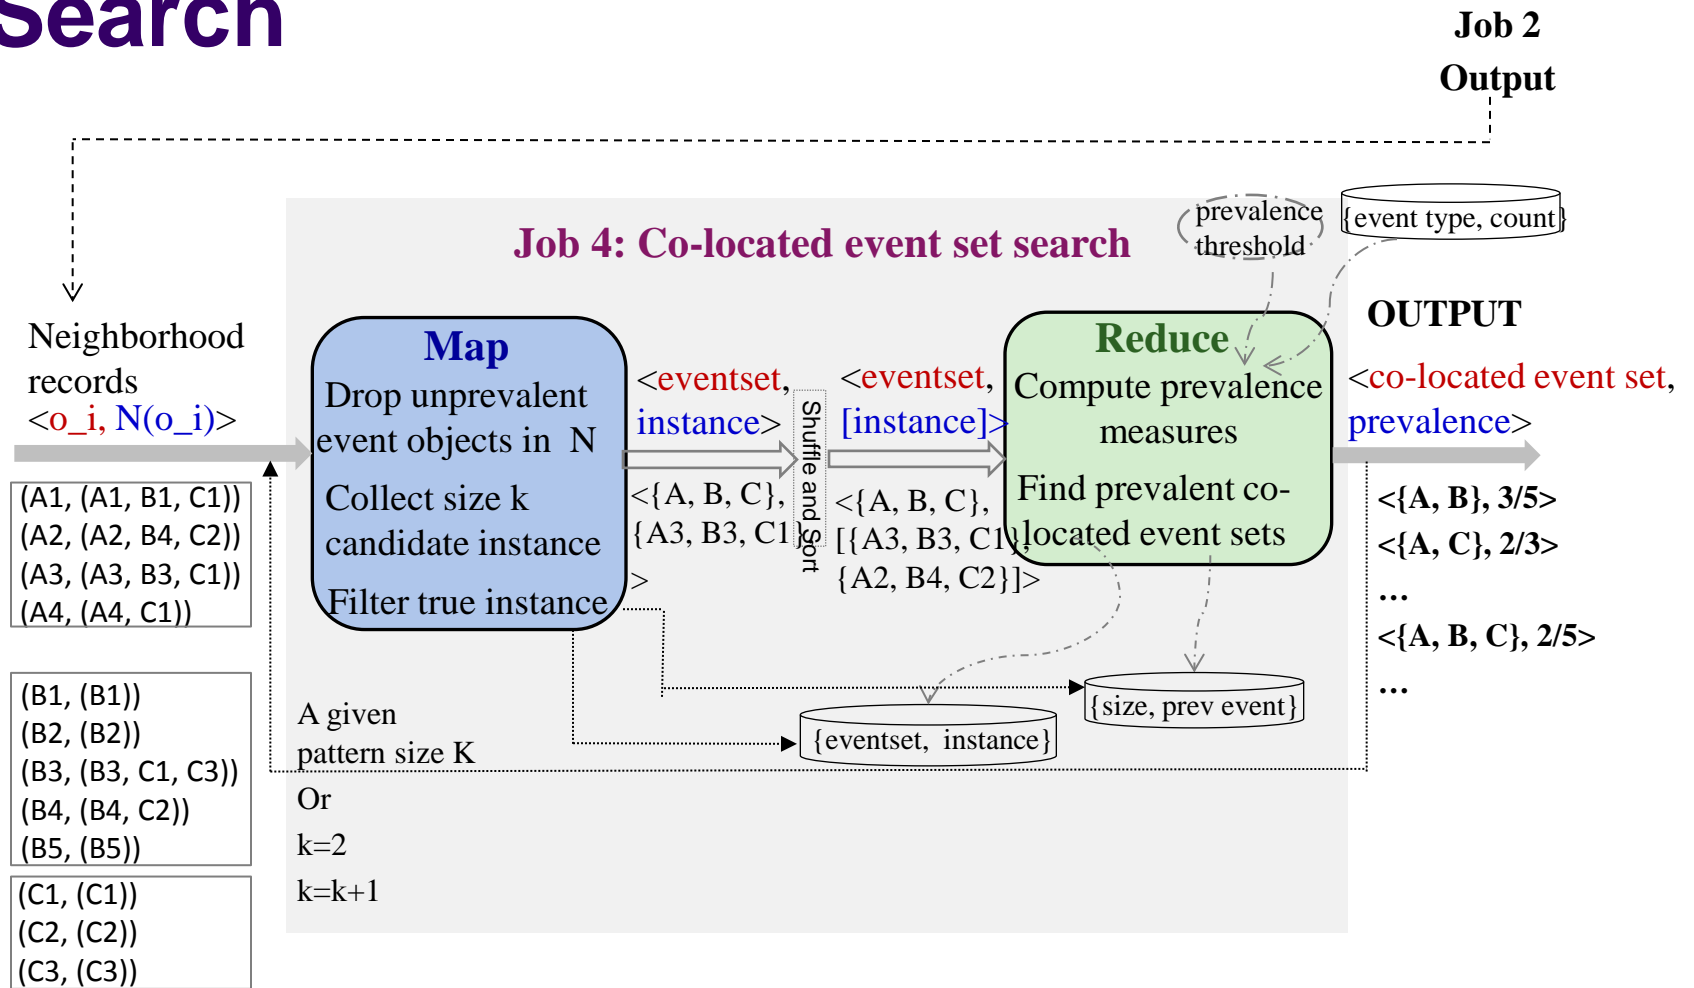 Search
Job 2
Output
prevalence
threshold
{event type, count}
Job 4: Co-located event set search
Neighborhood
records
<o_i, N(o_i)>
(A1, (A1, B1, C1))
(A2, (A2, B4, C2))
(A3, (A3, B3, C1))
(A4, (A4, C1))
(B1, (B1))
(B2, (B2))
(B3, (B3, C1, C3))
(B4, (B4, C2))
(B5, (B5))
(C1, (C1))
(C2, (C2))
(C3, (C3))
Map
Drop unprevalent
event objects in N
Collect size k
candidate instance
Filter true instance
<eventset,
instance>
<{A, B, C},
{A3, B3, C1}
>
Shuffle and Sort
<eventset,
[instance]>
<{A, B, C},
[{A3, B3, C1},
{A2, B4, C2}]>
Reduce
Compute prevalence
measures
Find prevalent co-
located event sets
OUTPUT
<co-located event set,
prevalence>
<{A, B}, 3/5>
<{A, C}, 2/3>
…
<{A, B, C}, 2/5>
…
{size, prev event}
{eventset, instance}
A given
pattern size K
Or
k=2
k=k+1